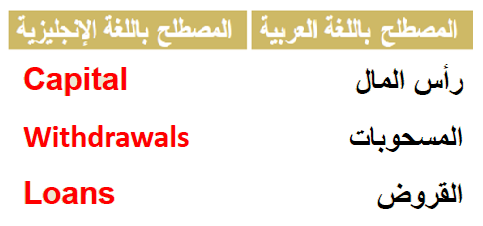 المصطلح باللغة العربية المصطلح باللغة الإنجليزية
رأس المال Capital
المسحوبات Withdrawals
القروض Loans